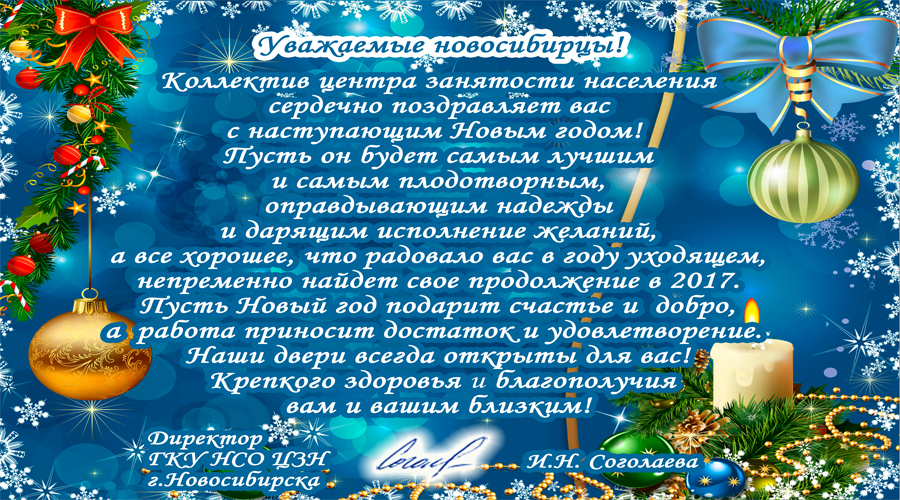 Уважаемые новосибирцы!
Коллектив центра занятости населения
сердечно поздравляет вас
с наступающим Новым годом!
Пусть он будет самым лучшим
и самым плодотворным,
оправдывающим надежды
и дарящим исполнение желаний,
а все хорошее, что радовало вас в году уходящем,
непременно найдет свое продолжение в 2017.
Пусть Новый год подарит счастье и добро,
а работа приносит достаток и удовлетворение.
Наши двери всегда открыты для вас!
Крепкого здоровья и благополучия
вам и вашим близким!
Директор
ГКУ НСО ЦЗН
г.Новосибирска
И.Н. Соголаева